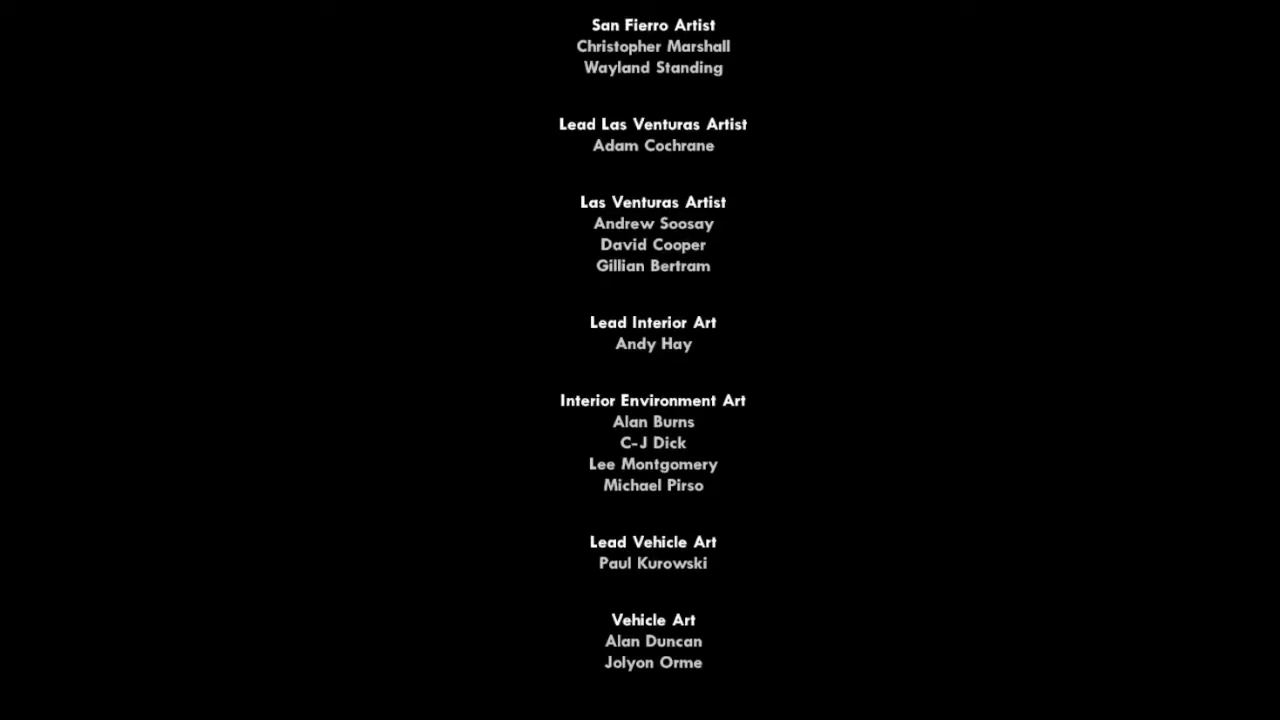 San Fierro Artist
Christopher Marshall
Wayland Standing
Lead Las Venturas Artist
Adam Cochrane
Las Venturas Artist
Andrew Soosay
David Cooper
Gillian Bertram
Lead Interior Art
Andy Hay
Interior Environment Art
Alan Burns
C-J Dick
Lee Montgomery
Michael Pirso
Lead Vehicle Art
Paul Kurowski
Vehicle Art
Alan Duncan
Jolyon Orme